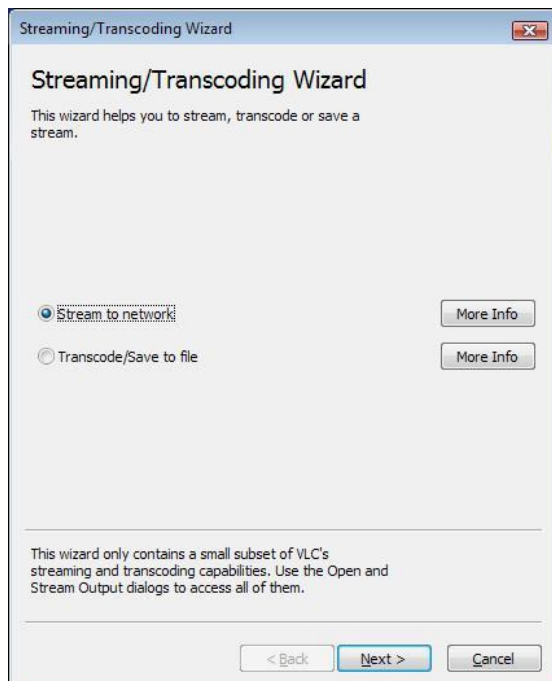 Streaming/Transcoding Wizard
Streaming/Transcoding Wizard
This wizard helps you to stream, transcode or save a
stream.
Stream to network
More Info
Transcode/Save to file
More Info
This wizard only contains a small subset of VLC's
streaming and transcoding capabilities. Use the Open and
Stream Output dialogs to access all of them.
< Back
Next >
Cancel